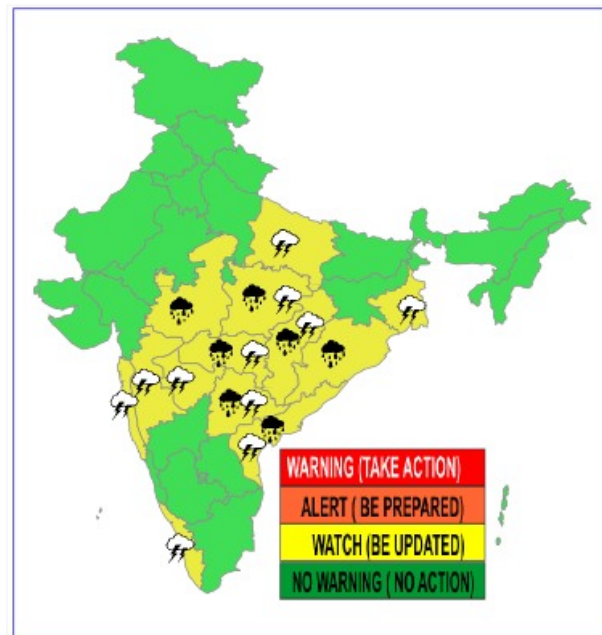 WARNING (TAKE ACTION)
ALERT ( BE PREPARED)
WATCH (BE UPDATED)
NO WARNING ( NO ACTION)